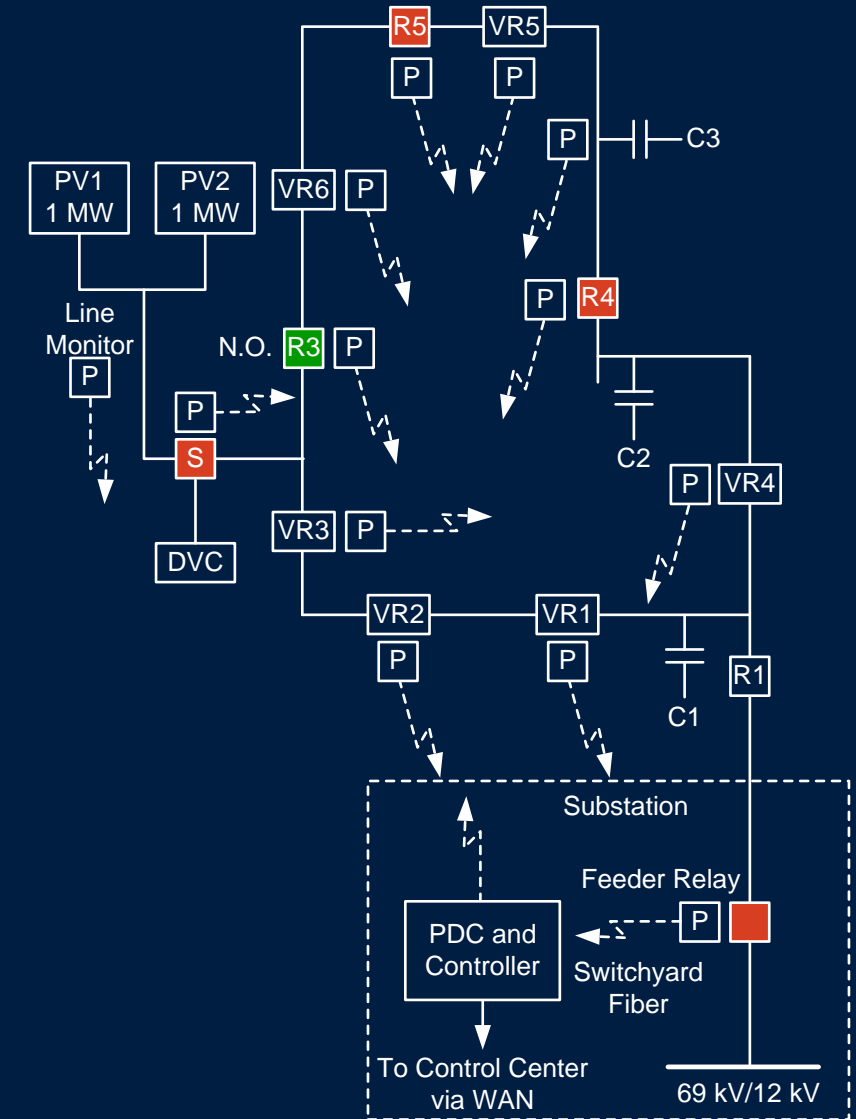 R5
VR5
P
P
P
C3
PV1
1 MW
PV2
1 MW
VR6
P
P
R4
Line
Monitor
P
N.O.
R3
P
P
S
C2
P
VR4
VR3
P
DVC
VR2
VR1
P
P
C1
R1
Substation
Feeder Relay
P
PDC and
Controller
Switchyard
Fiber
To Control Center
via WAN
69 kV/12 kV